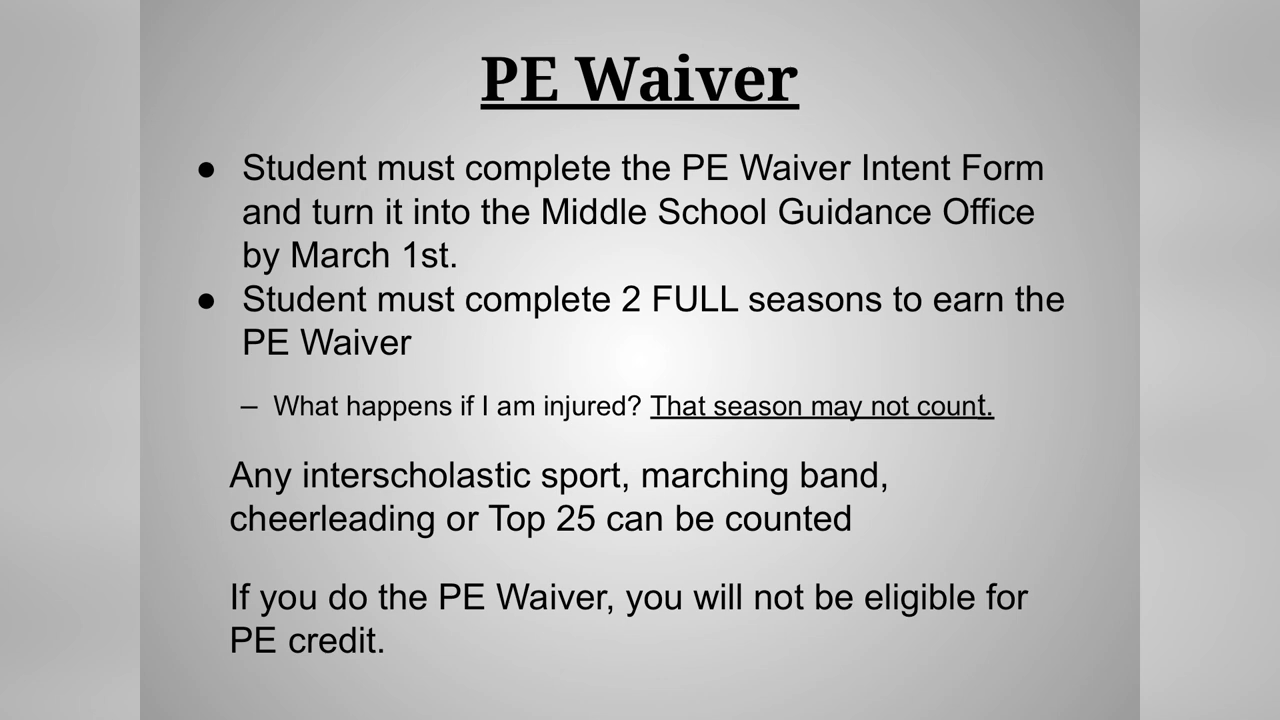 PE Waiver
● Student must complete the PE Waiver Intent Form
and turn it into the Middle School Guidance Office
by March 1st.
● Student must complete 2 FULL seasons to earn the
PE Waiver
– What happens if I am injured? That season may not count.
Any interscholastic sport, marching band,
cheerleading or Top 25 can be counted
If you do the PE Waiver, you will not be eligible for
PE credit.